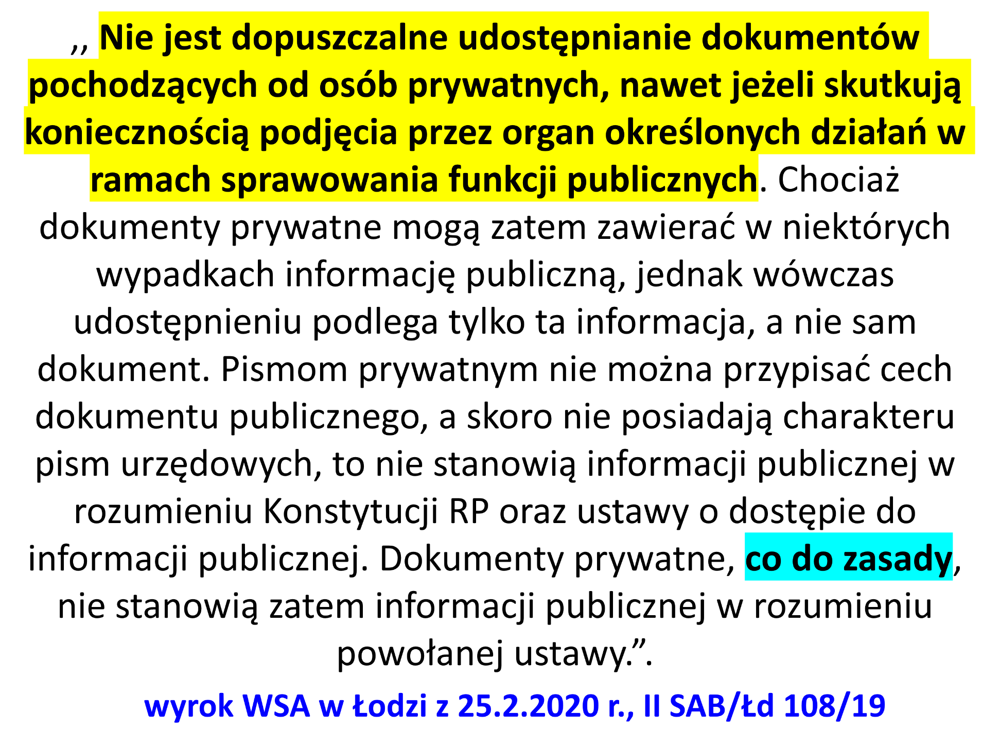 ,, Nie jest dopuszczalne udostępnianie dokumentów
pochodzących od osób prywatnych, nawet jeżeli skutkują
koniecznością podjęcia przez organ określonych działań w
ramach sprawowania funkcji publicznych. Chociaż
dokumenty prywatne mogą zatem zawierać w niektórych
wypadkach informację publiczną, jednak wówczas
udostępnieniu podlega tylko ta informacja, a nie sam
dokument. Pismom prywatnym nie można przypisać cech
dokumentu publicznego, a skoro nie posiadają charakteru
pism urzędowych, to nie stanowią informacji publicznej w
rozumieniu Konstytucji RP oraz ustawy o dostępie do
informacji publicznej. Dokumenty prywatne, co do zasady,
nie stanowią zatem informacji publicznej w rozumieniu
powołanej ustawy.”.
wyrok WSA w Łodzi z 25.2.2020 r., II SAB/Łd 108/19